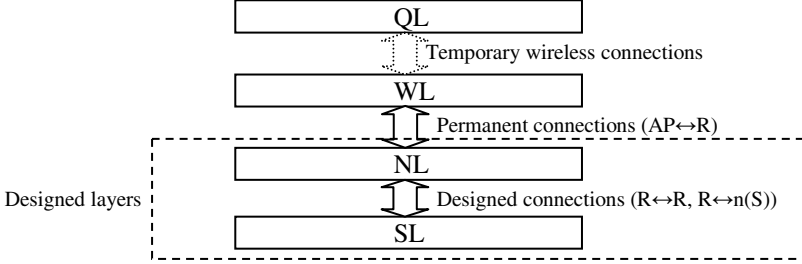 QL
Temporary wireless connections
WL
Permanent connections (AP↔R)
NL
Designed layers
Designed connections (R↔R, R↔n(S))
SL